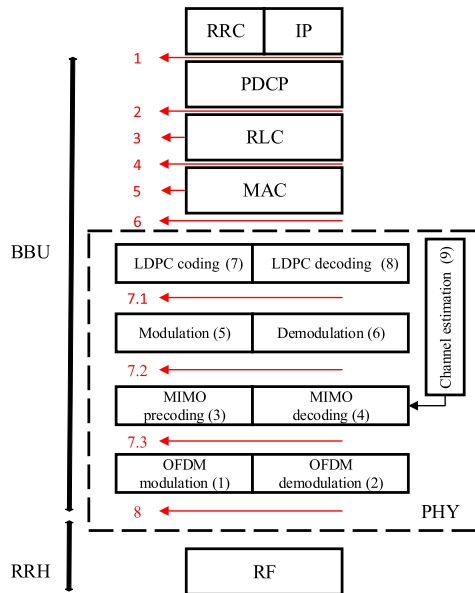 RRC IP
1
PDCP
2
3 RLC
4
5 MAC
6
BBU
LDPC coding (7) LDPC decoding (8)
Channel estimation (9)
7.1
Modulation (5) Demodulation (6)
7.2
MIMO precoding (3)
MIMO decoding (4)
7.3
OFDM modulation (1)
OFDM demodulation (2)
8
PHY
RRH
RF